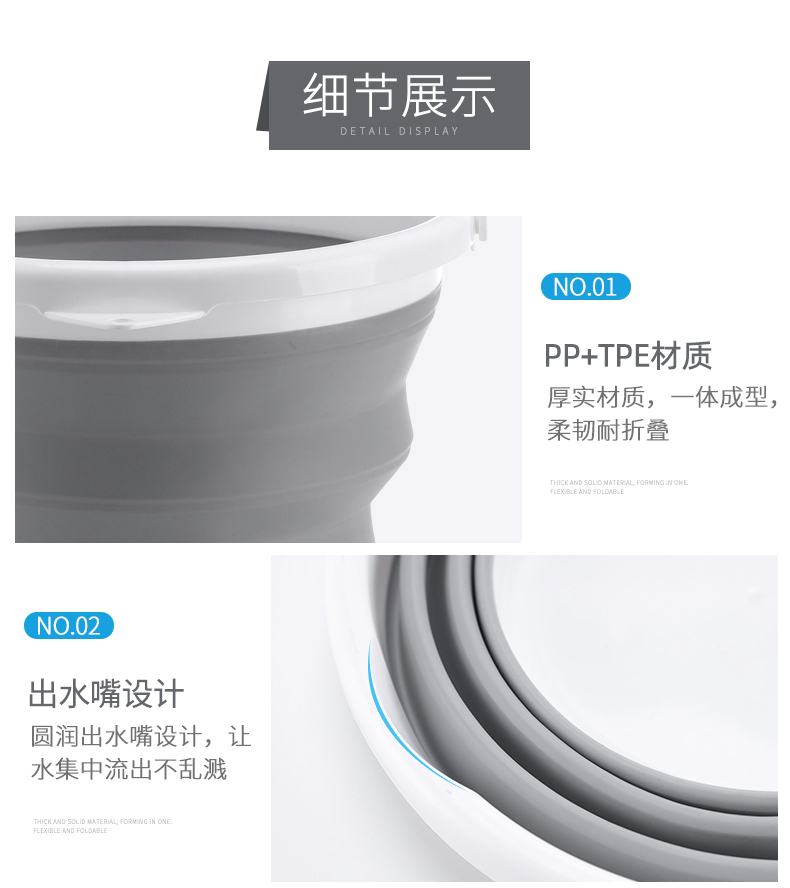 细节展示
DETAIL DISPLAY
NO.01
PP+TPE材质
厚实材质，一体成型，
柔韧耐折叠
THICK AND SOLID MATERIAL, FORMING IN ONE.
FLEXIBLE AND FOLDABLE
NO.02
出水嘴设计
圆润出水嘴设计，让
水集中流出不乱溅
THICK AND SOLID MATERIAL, FORMING IN ONE.
FLEXIBLE AND FOLDABLE